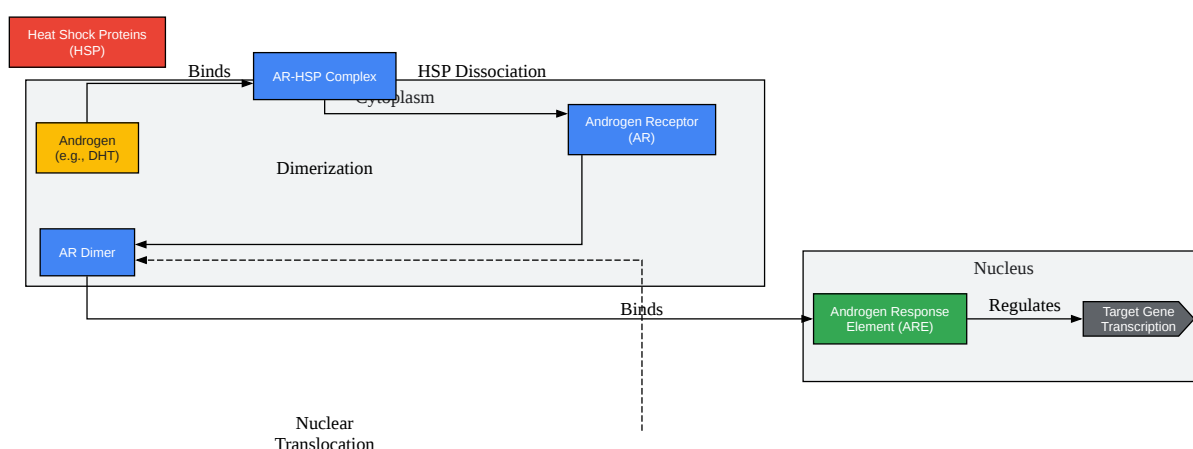 Heat Shock Proteins
(HSP)
Binds
AR-HSP Complex
HSP Dissociation
Cytoplasm
Androgen
(e.g., DHT)
Androgen Receptor
(AR)
Dimerization
AR Dimer
Nucleus
Binds
Androgen Response
Element (ARE)
Regulates
Target Gene
Transcription
Nuclear
Translocation